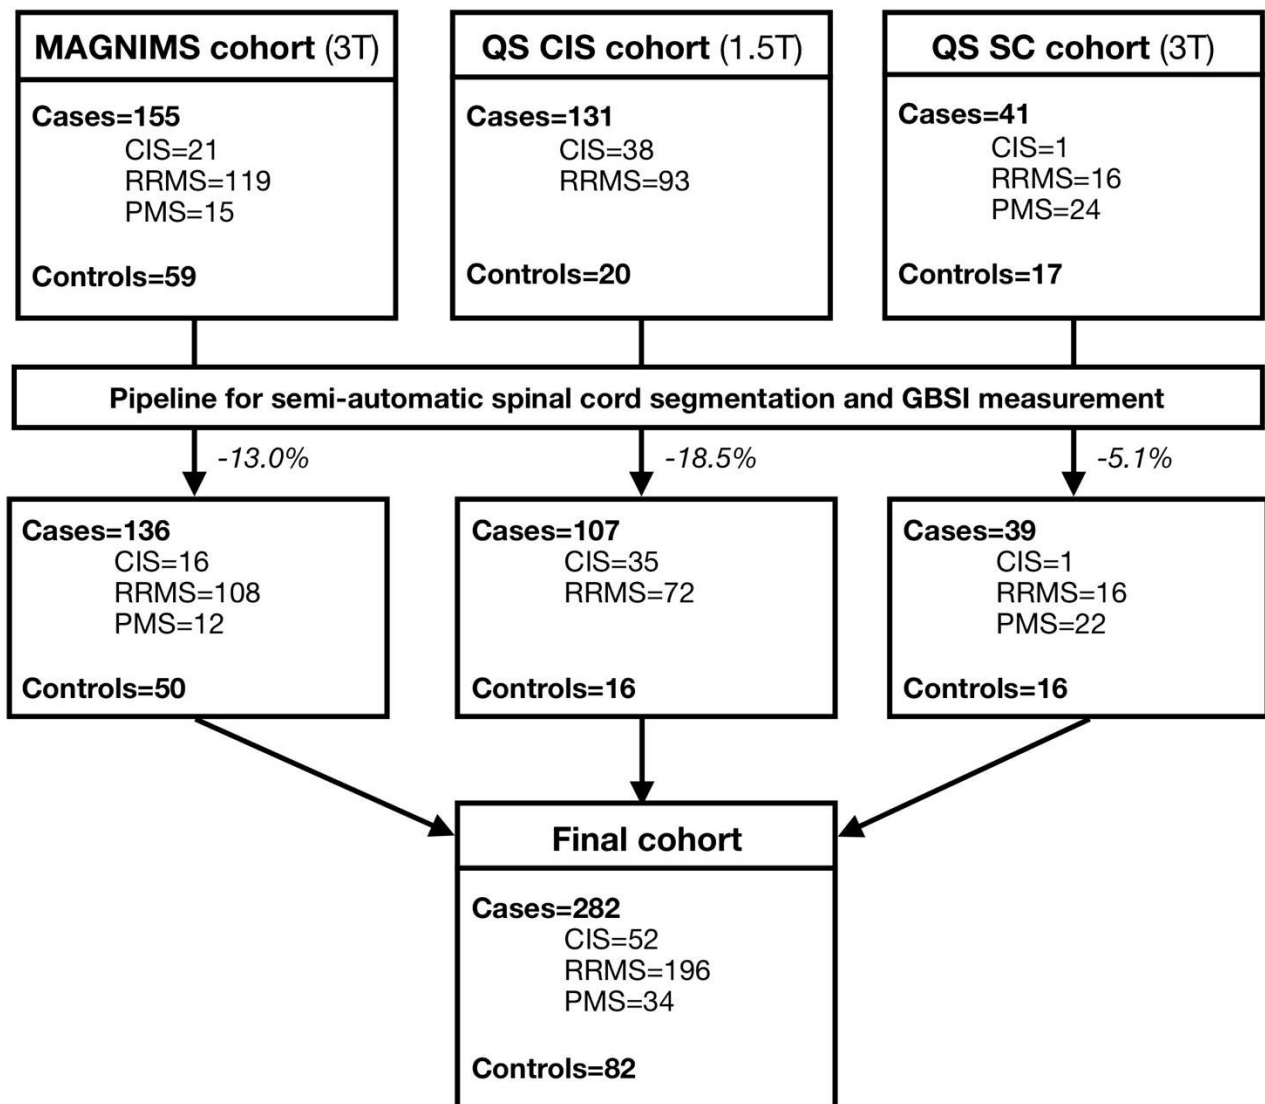 MAGNIMS cohort (3T)
Cases=155
CIS=21
RRMS=119
PMS=15
Controls=59
QS CIS cohort (1.5T)
Cases=131
CIS=38
RRMS=93
Controls=20
QS SC cohort (3T)
Cases=41
CIS=1
RRMS=16
PMS=24
Controls=17
Pipeline for semi-automatic spinal cord segmentation and GBSI measurement
-13.0%
-18.5%
-5.1%
Cases=136
CIS=16
RRMS=108
PMS=12
Controls=50
Cases=107
CIS=35
RRMS=72
Controls=16
Cases=39
CIS=1
RRMS=16
PMS=22
Controls=16
Final cohort
Cases=282
CIS=52
RRMS=196
PMS=34
Controls=82